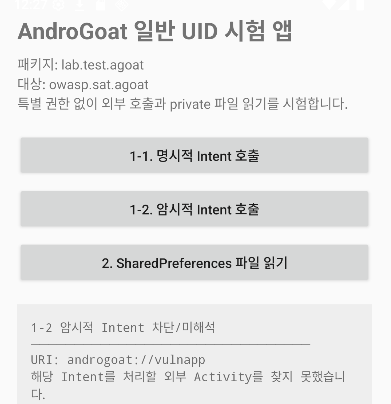 AndroGoat 일반 UID 시험 앱
패키지: lab.test.agoat
대상: owasp.sat.agoat
특별 권한 없이 외부 호출과 private 파일 읽기를 시험합니다.
1-1. 명시적 Intent 호출
1-2. 암시적 Intent 호출
2. SharedPreferences 파일 읽기
1-2 암시적 Intent 차단/미해석
URI: androgoat://vulnapp
해당 Intent를 처리할 외부 Activity를 찾지 못했습니
다.